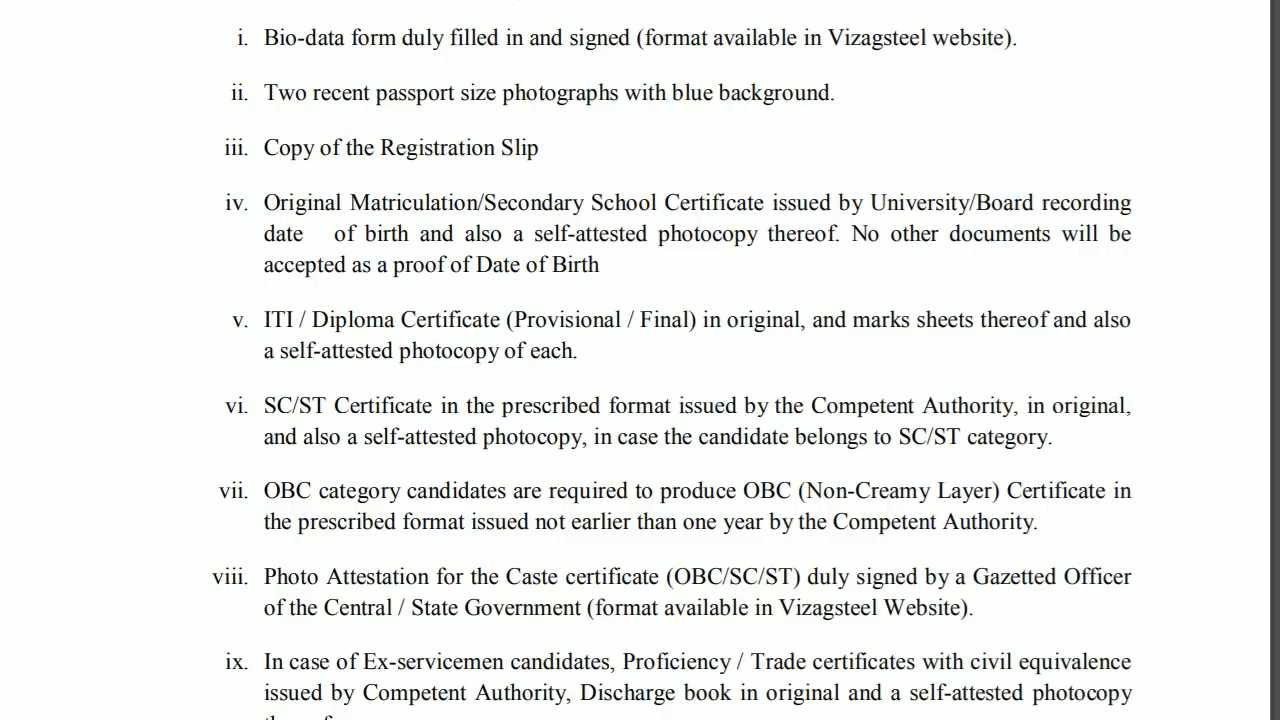 i. Bio-data form duly filled in and signed (format available in Vizagsteel website).
ii. Two recent passport size photographs with blue background.
iii. Copy of the Registration Slip
iv. Original Matriculation/Secondary School Certificate issued by University/Board recording
date of birth and also a self-attested photocopy thereof. No other documents will be
accepted as a proof of Date of Birth
v. ITI / Diploma Certificate (Provisional / Final) in original, and marks sheets thereof and also
a self-attested photocopy of each.
vi. SC/ST Certificate in the prescribed format issued by the Competent Authority, in original,
and also a self-attested photocopy, in case the candidate belongs to SC/ST category.
vii. OBC category candidates are required to produce OBC (Non-Creamy Layer) Certificate in
the prescribed format issued not earlier than one year by the Competent Authority.
viii. Photo Attestation for the Caste certificate (OBC/SC/ST) duly signed by a Gazetted Officer
of the Central / State Government (format available in Vizagsteel Website).
ix. In case of Ex-servicemen candidates, Proficiency / Trade certificates with civil equivalence
issued by Competent Authority, Discharge book in original and a self-attested photocopy